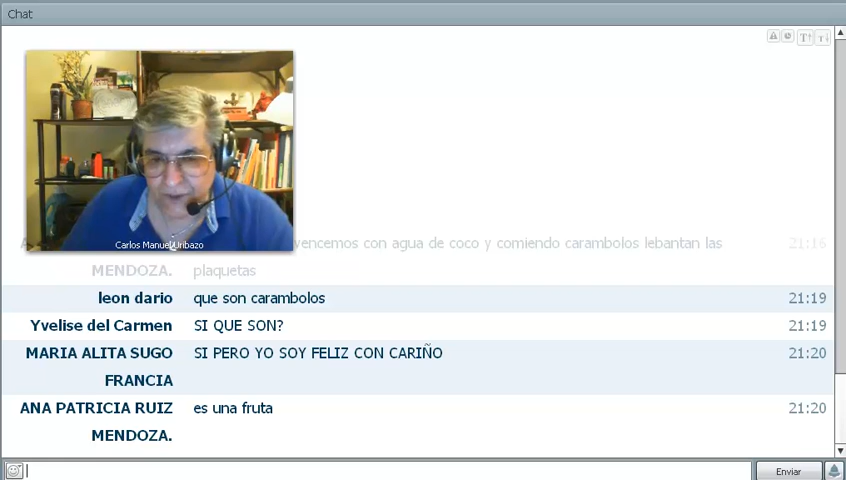 Chat
Carlos Manuel Uribazo
vencemos con agua de coco y comiendo carambolos lebantan las 21:16
MENDOZA. plaquetas
leon dario que son carambolos 21:19
Yvelise del Carmen SI QUE SON? 21:19
MARIA ALITA SUGO SI PERO YO SOY FELIZ CON CARIÑO 21:20
FRANCIA
ANA PATRICIA RUIZ es una fruta 21:20
MENDOZA.
Enviar